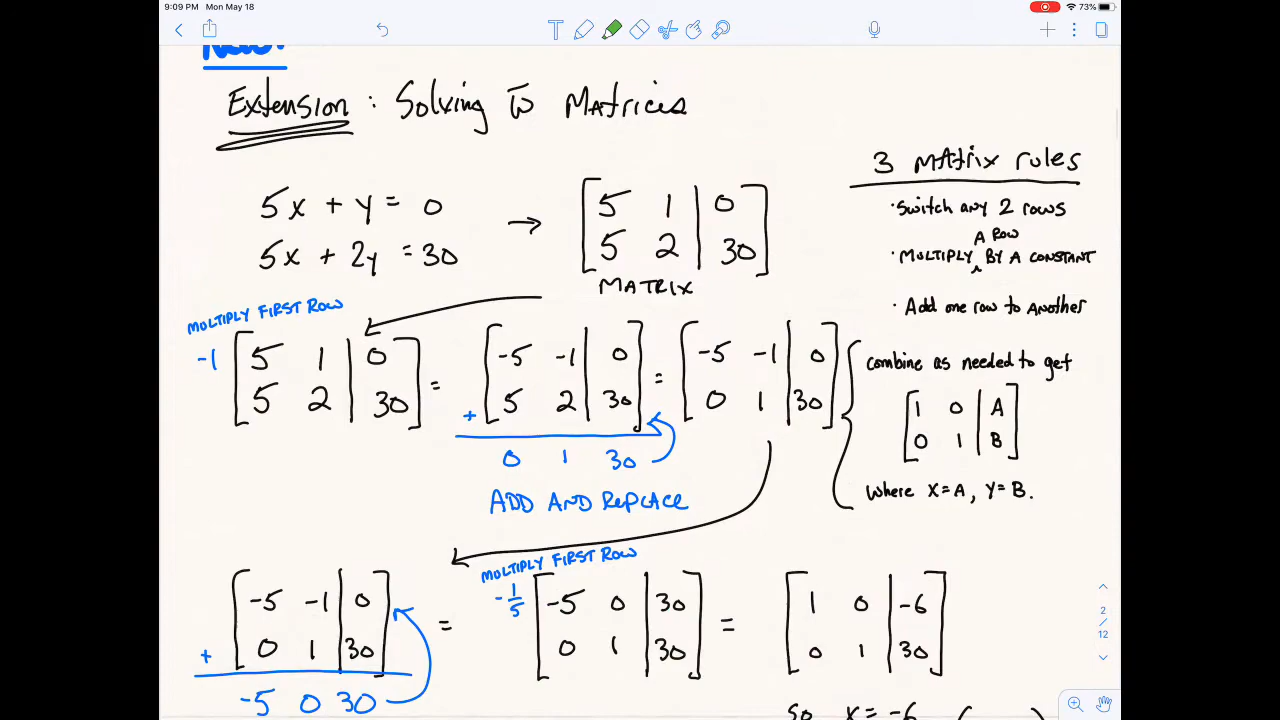 9:09 PM Mon May 18
73%
Extension : Solving To Matrices
3 Matrix rules
5x + y = 0
5x + 2y = 30
→
[5 1 | 0]
[5 2 | 30]
MATRIX
· Switch any 2 rows
A ROW
· MULTIPLY ^ BY A CONSTANT
· Add one row to Another
MULTIPLY FIRST ROW
-1 [5 1 | 0]
[5 2 | 30]
=
[-5 -1 | 0]
+ [5 2 | 30]
0 1 30
=
[-5 -1 | 0]
[0 1 | 30]
ADD AND REPLACE
combine as needed to get
[1 0 | A]
[0 1 | B]
where X=A, Y=B.
[-5 -1 | 0]
+ [0 1 | 30]
-5 0 30
=
MULTIPLY FIRST ROW
-1/5 [-5 0 | 30]
[0 1 | 30]
=
[1 0 | -6]
[0 1 | 30]
So x = -6
2
/
12